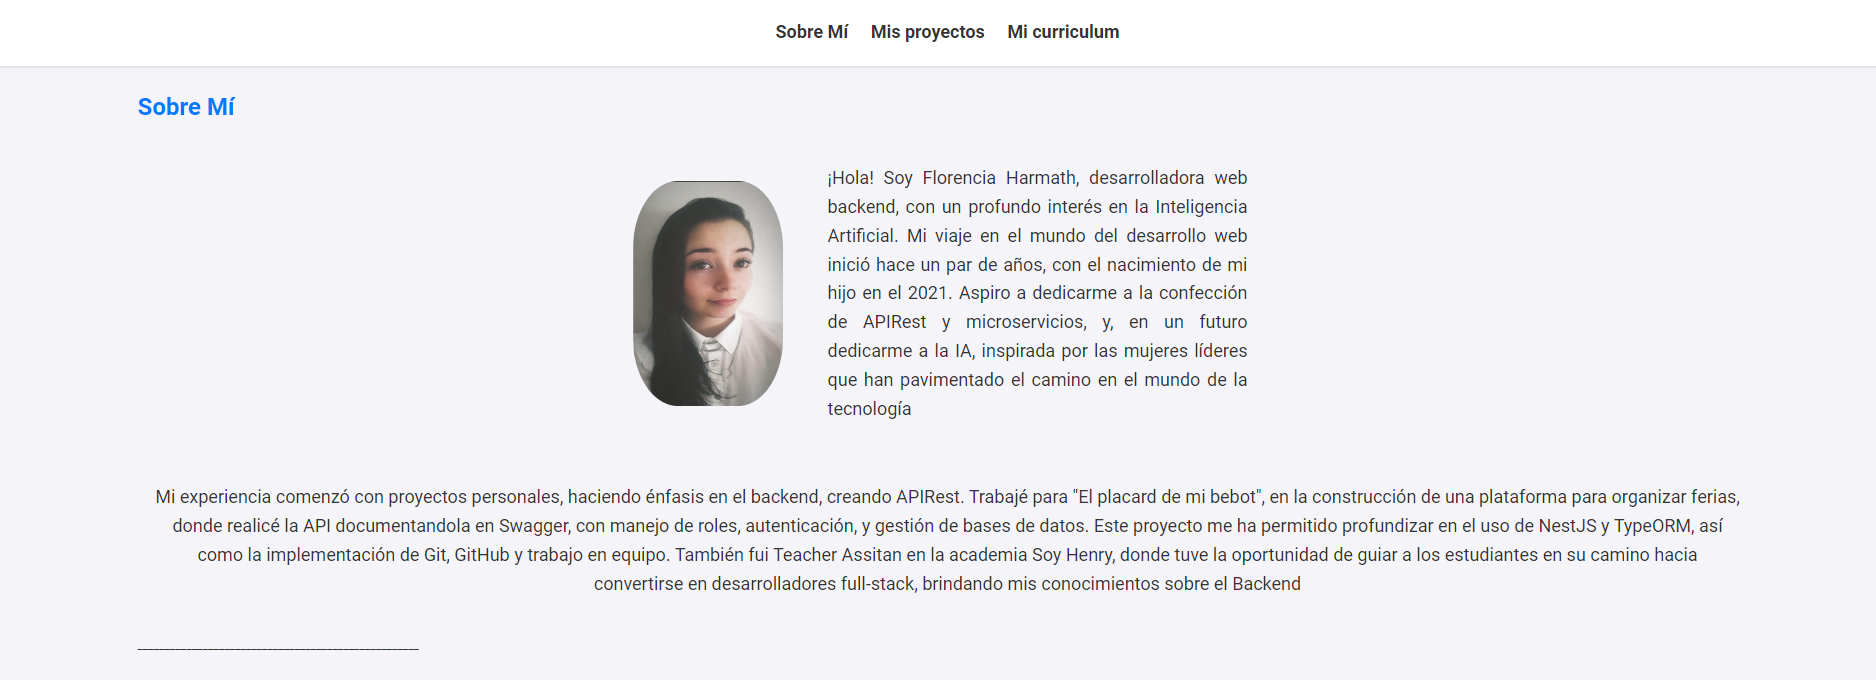 Sobre Mí Mis proyectos Mi curriculum
Sobre Mí
¡Hola! Soy Florencia Harmath, desarrolladora web
backend, con un profundo interés en la Inteligencia
Artificial. Mi viaje en el mundo del desarrollo web
inició hace un par de años, con el nacimiento de mi
hijo en el 2021. Aspiro a dedicarme a la confección
de APIRest y microservicios, y, en un futuro
dedicarme a la IA, inspirada por las mujeres líderes
que han pavimentado el camino en el mundo de la
tecnología
Mi experiencia comenzó con proyectos personales, haciendo énfasis en el backend, creando APIRest. Trabajé para "El placard de mi bebot", en la construcción de una plataforma para organizar ferias,
donde realicé la API documentandola en Swagger, con manejo de roles, autenticación, y gestión de bases de datos. Este proyecto me ha permitido profundizar en el uso de NestJS y TypeORM, así
como la implementación de Git, GitHub y trabajo en equipo. También fui Teacher Assitan en la academia Soy Henry, donde tuve la oportunidad de guiar a los estudiantes en su camino hacia
convertirse en desarrolladores full-stack, brindando mis conocimientos sobre el Backend